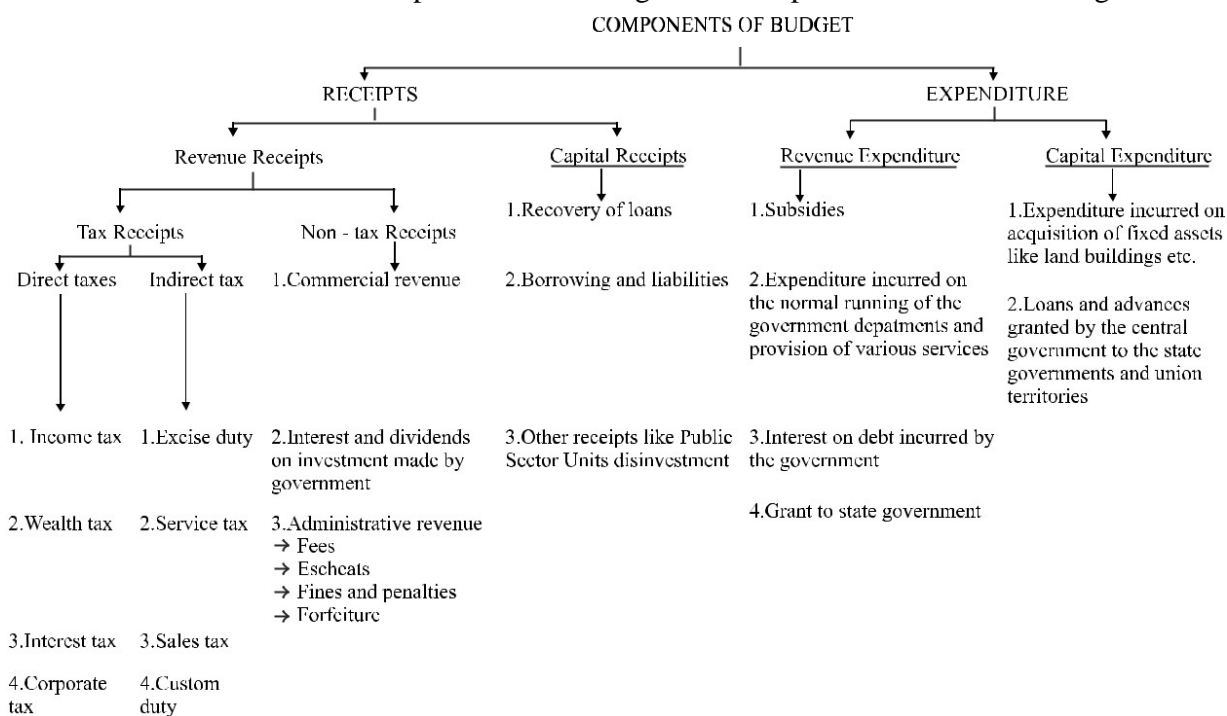 COMPONENTS OF BUDGET
RECEIPTS
EXPENDITURE
Revenue Receipts
Capital Receipts
Revenue Expenditure
Capital Expenditure
Tax Receipts
Non - tax Receipts
Direct taxes
Indirect tax
1. Income tax
2.Wealth tax
3.Interest tax
4.Corporate
tax
1.Excise duty
2.Service tax
3.Sales tax
4.Custom
duty
1.Commercial revenue
2.Interest and dividends
on investment made by
government
3.Administrative revenue
→ Fees
→ Escheats
→ Fines and penalties
→ Forfeiture
1.Recovery of loans
2.Borrowing and liabilities
3.Other receipts like Public
Sector Units disinvestment
1.Subsidies
2.Expenditure incurred on
the normal running of the
government depatments and
provision of various services
3.Interest on debt incurred by
the government
4.Grant to state government
1.Expenditure incurred on
acquisition of fixed assets
like land buildings etc.
2.Loans and advances
granted by the central
government to the state
governments and union
territories